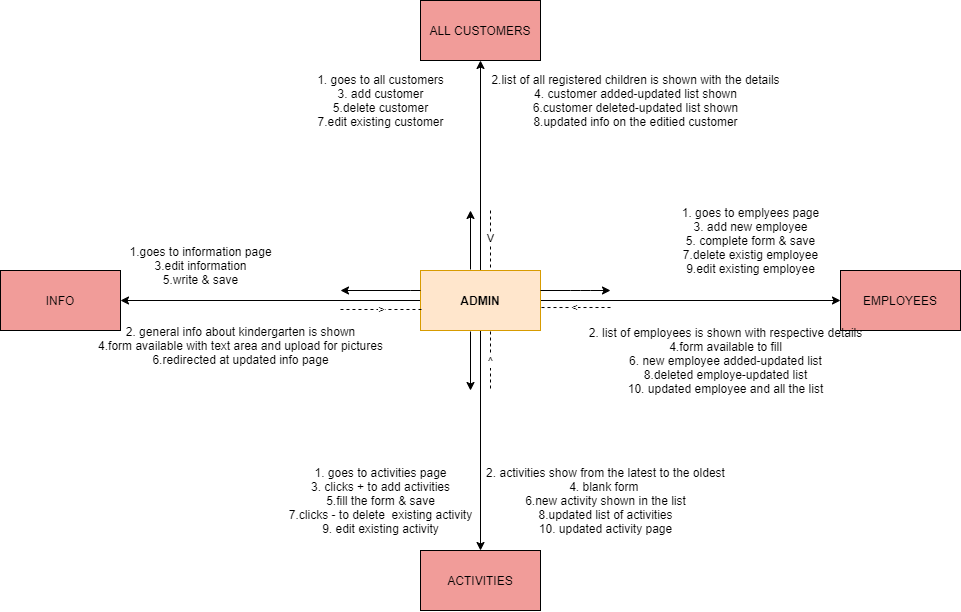 ALL CUSTOMERS
1. goes to all customers
3. add customer
5.delete customer
7.edit existing customer
2.list of all registered children is shown with the details
4. customer added-updated list shown
6.customer deleted-updated list shown
8.updated info on the editied customer
1. goes to emplyees page
3. add new employee
5. complete form & save
7.delete existig employee
9.edit existing employee
1.goes to information page
3.edit information
5.write & save
INFO
ADMIN
EMPLOYEES
2. general info about kindergarten is shown
4.form available with text area and upload for pictures
6.redirected at updated info page
2. list of employees is shown with respective details
4.form available to fill
6. new employee added-updated list
8.deleted employe-updated list
10. updated employee and all the list
1. goes to activities page
3. clicks + to add activities
5.fill the form & save
7.clicks - to delete  existing activity
9. edit existing activity
2. activities show from the latest to the oldest
4. blank form
6.new activity shown in the list
8.updated list of activities
10. updated activity page
ACTIVITIES